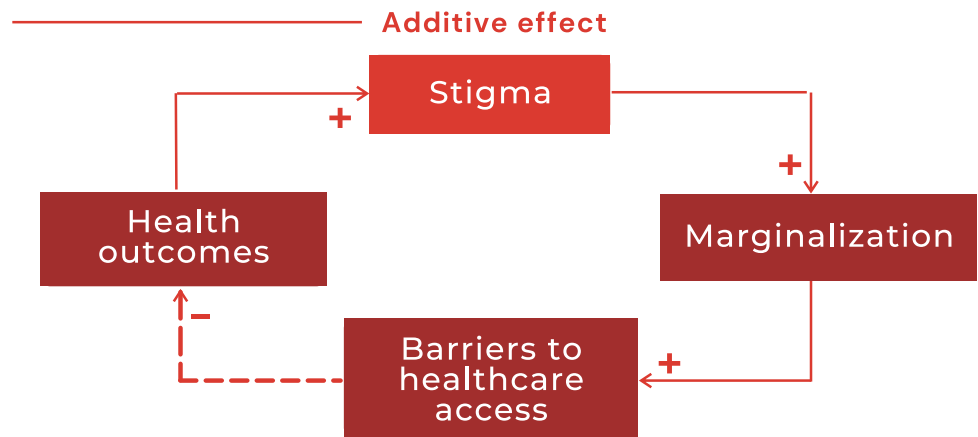 Additive effect
Stigma
+
+
Health
outcomes
Marginalization
−
Barriers to
healthcare
access
+